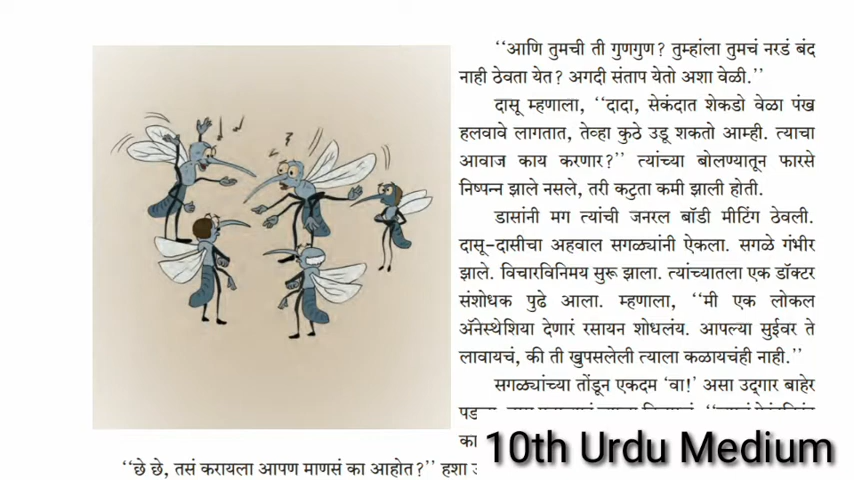 ‘‘आणि तुमची ती गुणगुण? तुम्हांला तुमचं नरडं बंद
नाही ठेवता येत? अगदी संताप येतो अशा वेळी.’’
दासू म्हणाला, ‘‘दादा, सेकंदात शेकडो वेळा पंख
हलवावे लागतात, तेव्हा कुठे उडू शकतो आम्ही. त्याचा
आवाज काय करणार?’’ त्यांच्या बोलण्यातून फारसे
निष्पन्न झाले नसले, तरी कटुता कमी झाली होती.
डासांनी मग त्यांची जनरल बॉडी मीटिंग ठेवली.
दासू-दासीचा अहवाल सगळ्यांनी ऐकला. सगळे गंभीर
झाले. विचारविनिमय सुरू झाला. त्यांच्यातला एक डॉक्टर
संशोधक पुढे आला. म्हणाला, ‘‘मी एक लोकल
ॲनेस्थेशिया देणारं रसायन शोधलंय. आपल्या सुईवर ते
लावायचं, की ती खुपसलेली त्याला कळायचंही नाही.’’
सगळ्यांच्या तोंडून एकदम ‘वा!’ असा उद्‌गार बाहेर
पड
का
10th Urdu Medium
‘‘छे छे, तसं करायला आपण माणसं का आहोत?’’ हशा